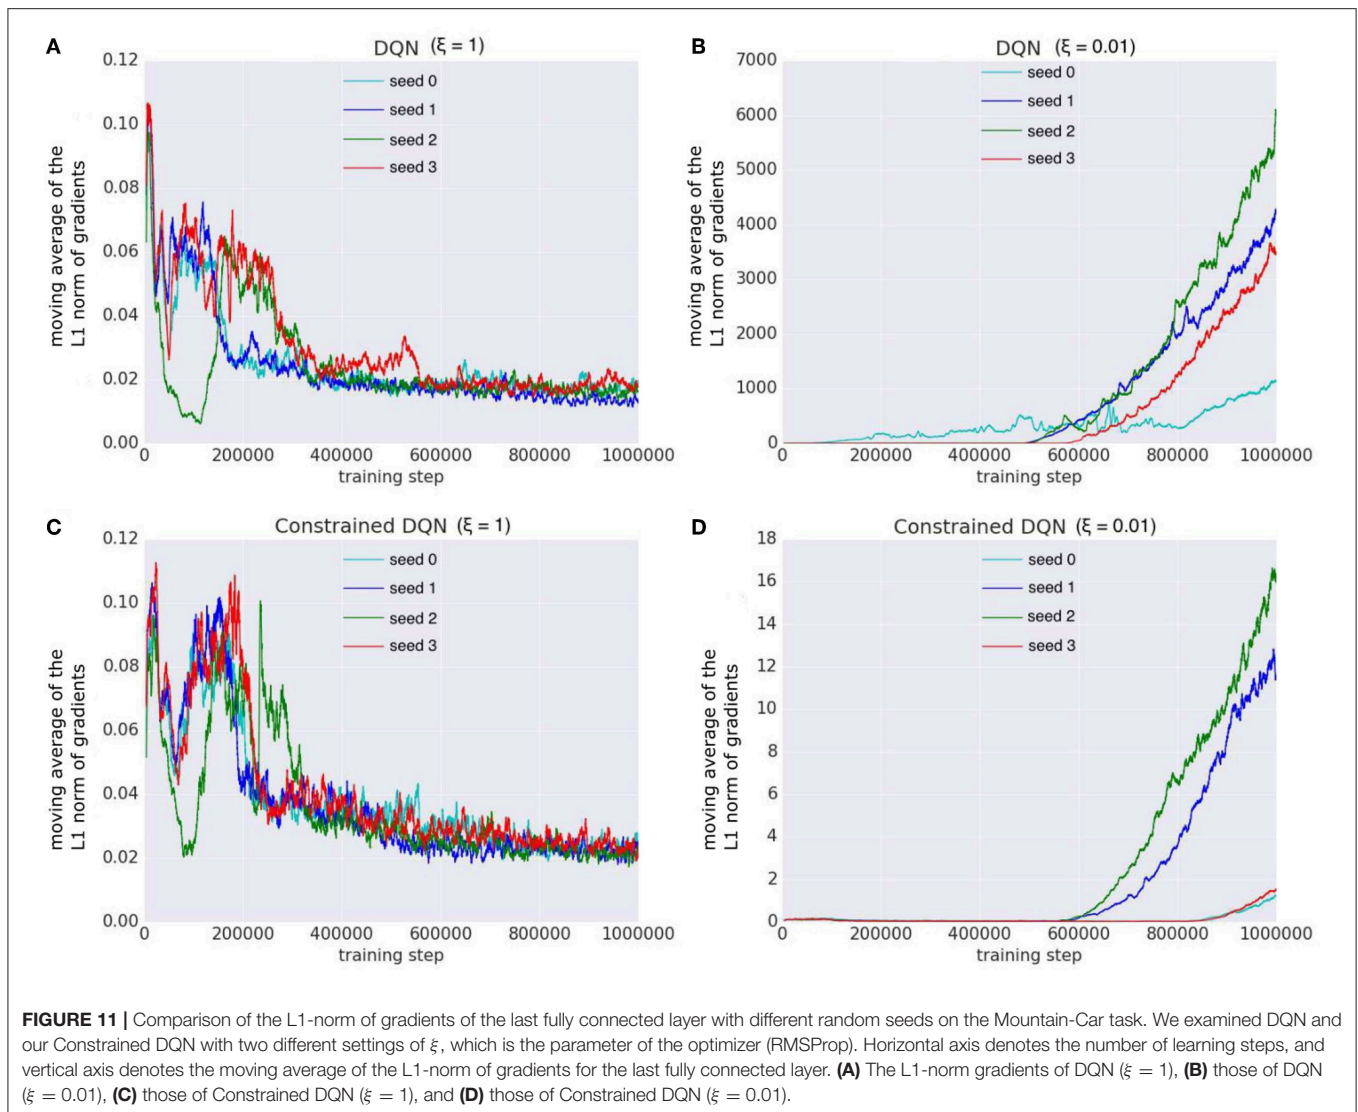 A
DQN (ξ = 1)
0.12
0.10
0.08
0.06
0.04
0.02
0.00
moving average of the
L1 norm of gradients
seed 0
seed 1
seed 2
seed 3
0 200000 400000 600000 800000 1000000
training step
B
DQN (ξ = 0.01)
7000
6000
5000
4000
3000
2000
1000
0
moving average of the
L1 norm of gradients
seed 0
seed 1
seed 2
seed 3
0 200000 400000 600000 800000 1000000
training step
C
Constrained DQN (ξ = 1)
0.12
0.10
0.08
0.06
0.04
0.02
0.00
moving average of the
L1 norm of gradients
seed 0
seed 1
seed 2
seed 3
0 200000 400000 600000 800000 1000000
training step
D
Constrained DQN (ξ = 0.01)
18
16
14
12
10
8
6
4
2
0
moving average of the
L1 norm of gradients
seed 0
seed 1
seed 2
seed 3
0 200000 400000 600000 800000 1000000
training step
FIGURE 11 | Comparison of the L1-norm of gradients of the last fully connected layer with different random seeds on the Mountain-Car task. We examined DQN and
our Constrained DQN with two different settings of ξ, which is the parameter of the optimizer (RMSProp). Horizontal axis denotes the number of learning steps, and
vertical axis denotes the moving average of the L1-norm of gradients for the last fully connected layer. (A) The L1-norm gradients of DQN (ξ = 1), (B) those of DQN
(ξ = 0.01), (C) those of Constrained DQN (ξ = 1), and (D) those of Constrained DQN (ξ = 0.01).